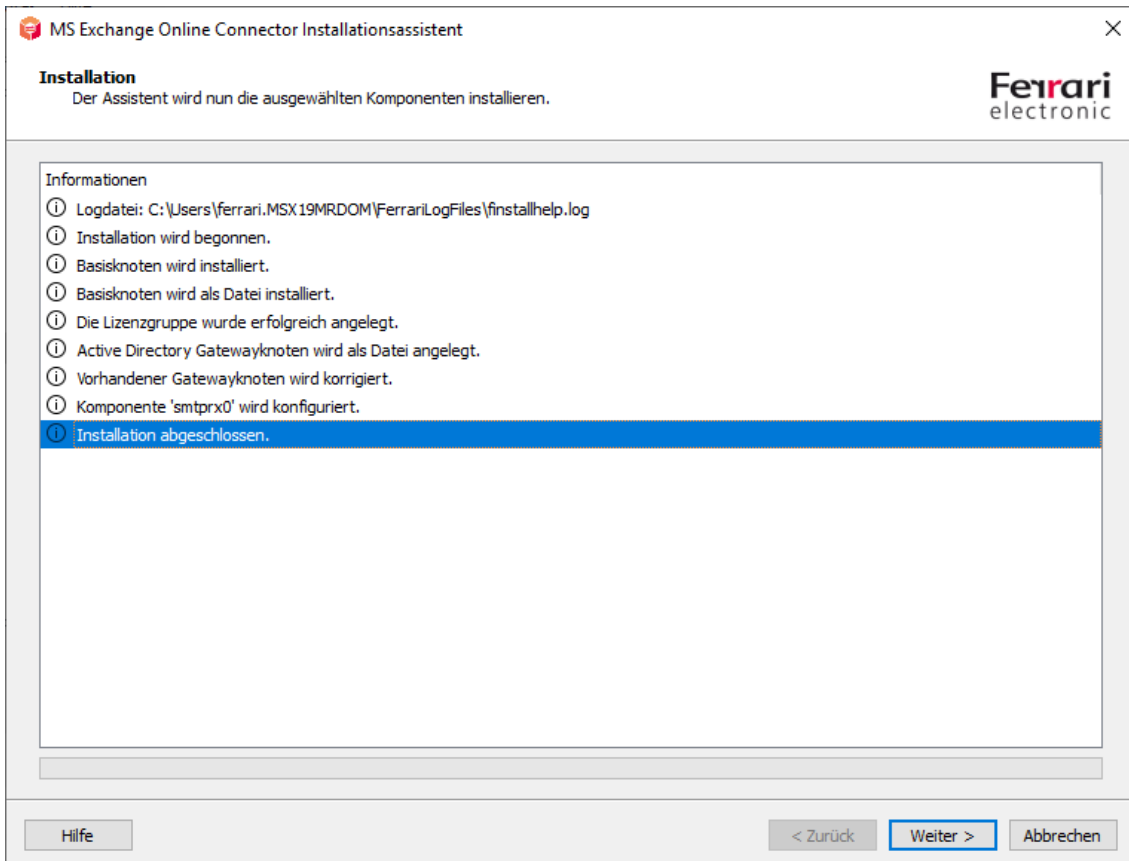 MS Exchange Online Connector Installationsassistent
Installation
Der Assistent wird nun die ausgewählten Komponenten installieren.
Ferrari
electronic
Informationen
Logdatei: C:\Users\ferrari.MSX19MRDOM\FerrariLogFiles\finstallhelp.log
Installation wird begonnen.
Basisknoten wird installiert.
Basisknoten wird als Datei installiert.
Die Lizenzgruppe wurde erfolgreich angelegt.
Active Directory Gatewayknoten wird als Datei angelegt.
Vorhandener Gatewayknoten wird korrigiert.
Komponente 'smtprx0' wird konfiguriert.
Installation abgeschlossen.
Hilfe
< Zurück
Weiter >
Abbrechen